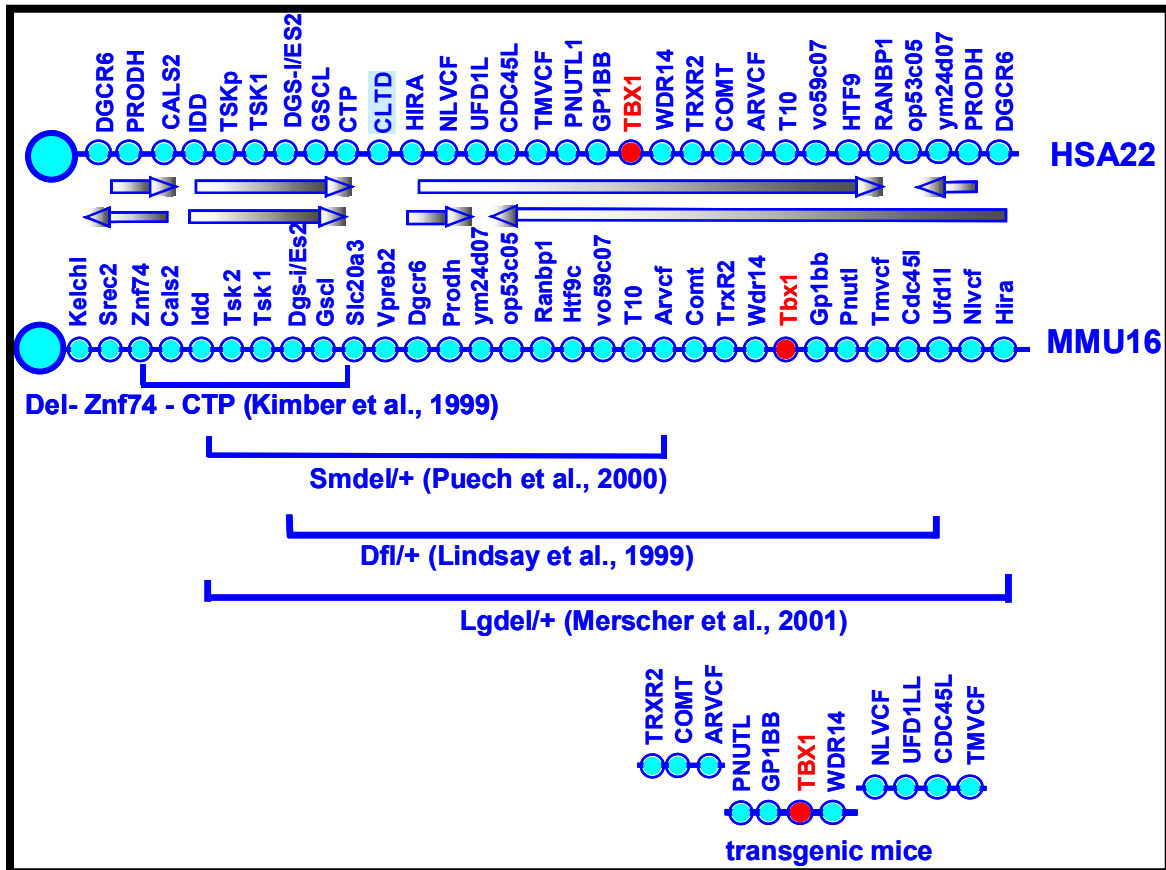 DGCR6
PRODH
CALS2
IDD
TSKp
TSK1
DGS-I/ES2
GSCL
CTP
CLTD
HIRA
NLVCF
UFD1L
CDC45L
TMVCF
PNUTL1
GP1BB
TBX1
WDR14
TRXR2
COMT
ARVCF
T10
vo59c07
HTF9
RANBP1
op53c05
ym24d07
PRODH
DGCR6
HSA22
Kelchl
Srec2
Znf74
Cals2
Idd
Tsk2
Tsk1
Dgs-i/Es2
Gscl
Slc20a3
Vpreb2
Dgcr6
Prodh
ym24d07
op53c05
Ranbp1
Htf9c
vo59c07
T10
Arvcf
Comt
TrxR2
Wdr14
Tbx1
Gp1bb
Pnutl
Tmvcf
Cdc45l
Ufd1l
Nlvcf
Hira
MMU16
Del- Znf74 - CTP (Kimber et al., 1999)
Smdel/+ (Puech et al., 2000)
Dfl/+ (Lindsay et al., 1999)
Lgdel/+ (Merscher et al., 2001)
TRXR2
COMT
ARVCF
PNUTL
GP1BB
TBX1
WDR14
NLVCF
UFD1LL
CDC45L
TMVCF
transgenic mice